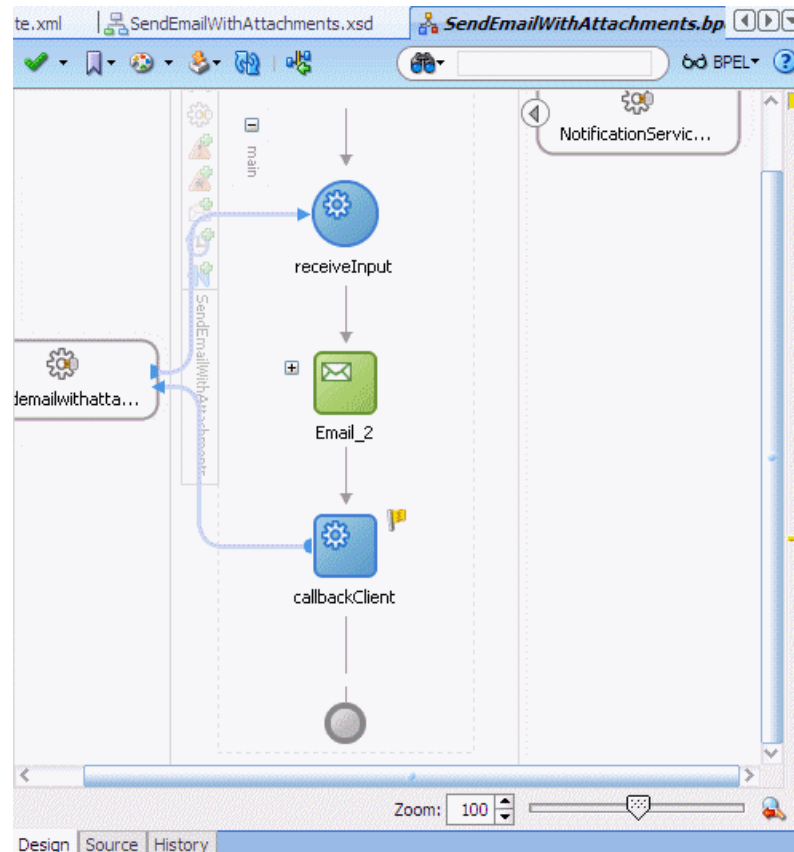 te.xml
SendEmailWithAttachments.xsd
SendEmailWithAttachments.bp
BPEL
NotificationServic...
main
receiveInput
SendEmailWithAttachments
demailwithatta...
Email_2
callbackClient
Zoom: 100
Design Source History